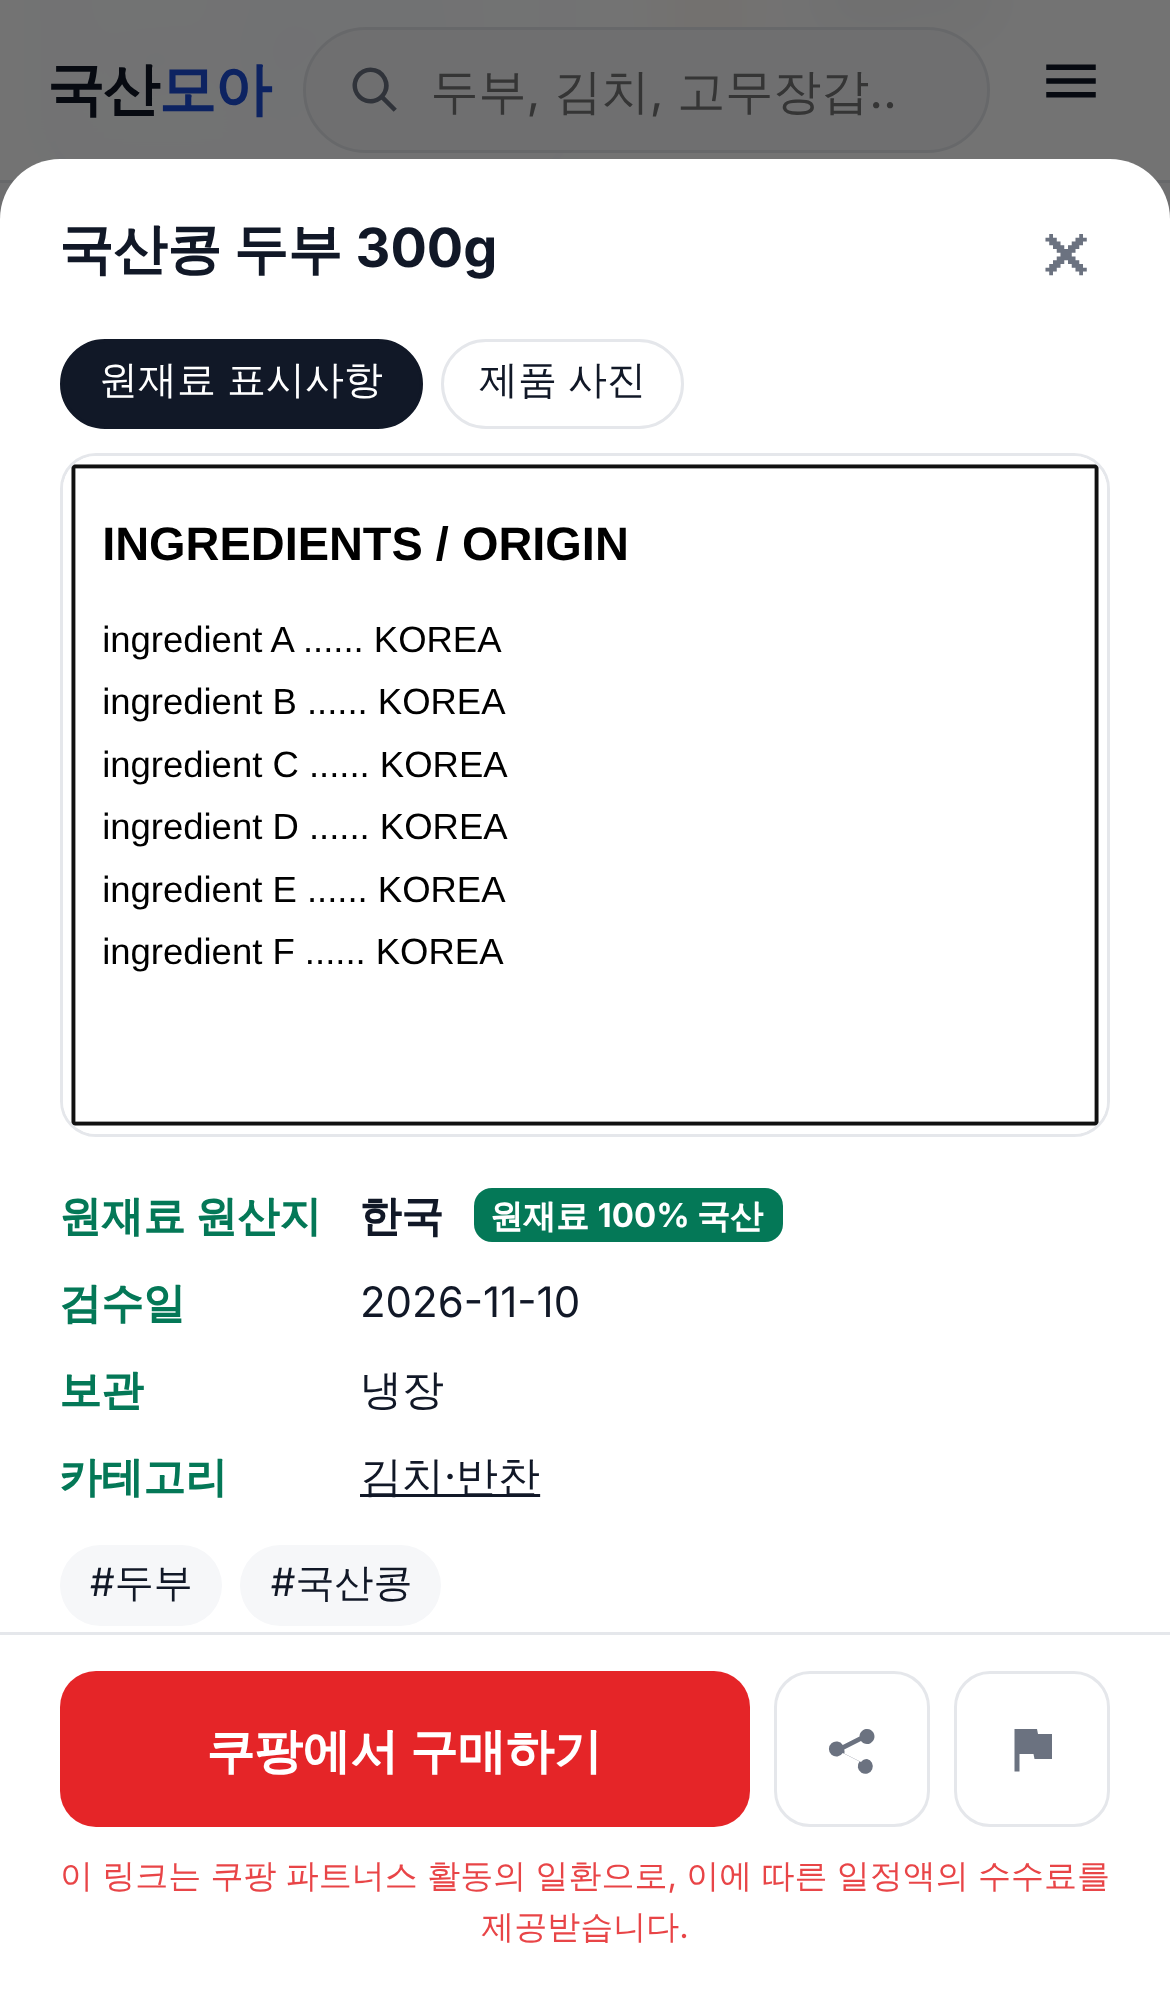 국산모아
두부, 김치, 고무장갑..
국산콩 두부 300g
원재료 표시사항
제품 사진
INGREDIENTS / ORIGIN
ingredient A ...... KOREA
ingredient B ...... KOREA
ingredient C ...... KOREA
ingredient D ...... KOREA
ingredient E ...... KOREA
ingredient F ...... KOREA
원재료 원산지 한국 원재료 100% 국산
검수일 2026-11-10
보관 냉장
카테고리 김치·반찬
#두부 #국산콩
쿠팡에서 구매하기
이 링크는 쿠팡 파트너스 활동의 일환으로, 이에 따른 일정액의 수수료를
제공받습니다.